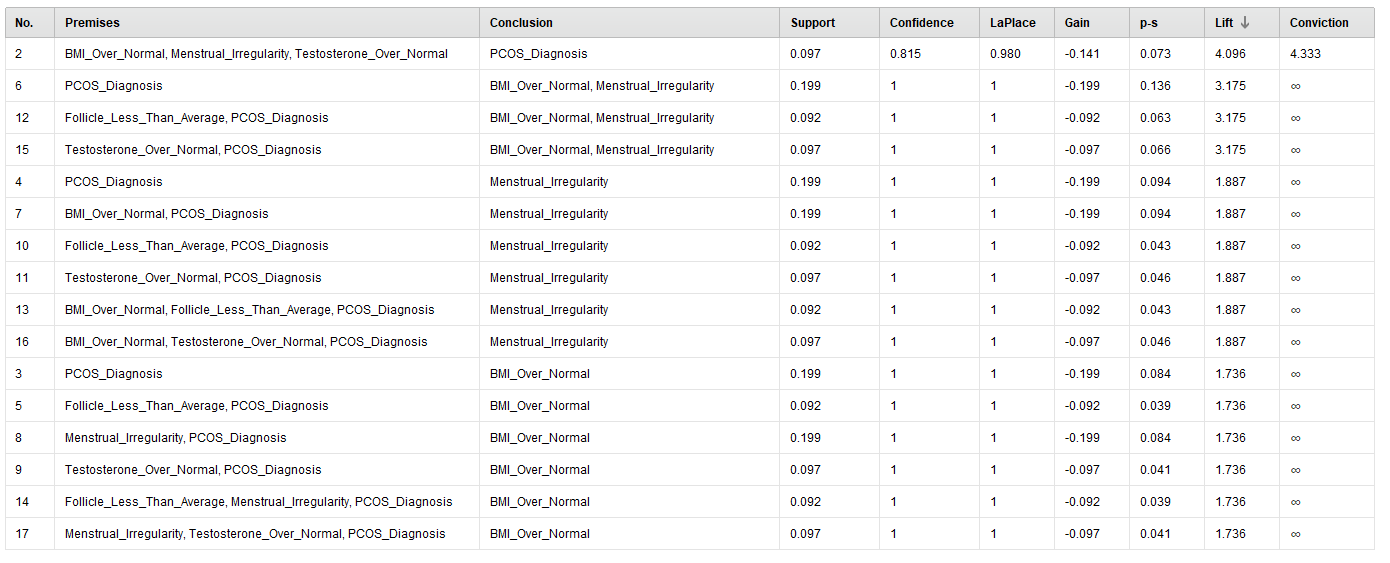 No. Premises Conclusion Support Confidence LaPlace Gain p-s Lift ↓ Conviction
2 BMI_Over_Normal, Menstrual_Irregularity, Testosterone_Over_Normal PCOS_Diagnosis 0.097 0.815 0.980 -0.141 0.073 4.096 4.333
6 PCOS_Diagnosis BMI_Over_Normal, Menstrual_Irregularity 0.199 1 1 -0.199 0.136 3.175 ∞
12 Follicle_Less_Than_Average, PCOS_Diagnosis BMI_Over_Normal, Menstrual_Irregularity 0.092 1 1 -0.092 0.063 3.175 ∞
15 Testosterone_Over_Normal, PCOS_Diagnosis BMI_Over_Normal, Menstrual_Irregularity 0.097 1 1 -0.097 0.066 3.175 ∞
4 PCOS_Diagnosis Menstrual_Irregularity 0.199 1 1 -0.199 0.094 1.887 ∞
7 BMI_Over_Normal, PCOS_Diagnosis Menstrual_Irregularity 0.199 1 1 -0.199 0.094 1.887 ∞
10 Follicle_Less_Than_Average, PCOS_Diagnosis Menstrual_Irregularity 0.092 1 1 -0.092 0.043 1.887 ∞
11 Testosterone_Over_Normal, PCOS_Diagnosis Menstrual_Irregularity 0.097 1 1 -0.097 0.046 1.887 ∞
13 BMI_Over_Normal, Follicle_Less_Than_Average, PCOS_Diagnosis Menstrual_Irregularity 0.092 1 1 -0.092 0.043 1.887 ∞
16 BMI_Over_Normal, Testosterone_Over_Normal, PCOS_Diagnosis Menstrual_Irregularity 0.097 1 1 -0.097 0.046 1.887 ∞
3 PCOS_Diagnosis BMI_Over_Normal 0.199 1 1 -0.199 0.084 1.736 ∞
5 Follicle_Less_Than_Average, PCOS_Diagnosis BMI_Over_Normal 0.092 1 1 -0.092 0.039 1.736 ∞
8 Menstrual_Irregularity, PCOS_Diagnosis BMI_Over_Normal 0.199 1 1 -0.199 0.084 1.736 ∞
9 Testosterone_Over_Normal, PCOS_Diagnosis BMI_Over_Normal 0.097 1 1 -0.097 0.041 1.736 ∞
14 Follicle_Less_Than_Average, Menstrual_Irregularity, PCOS_Diagnosis BMI_Over_Normal 0.092 1 1 -0.092 0.039 1.736 ∞
17 Menstrual_Irregularity, Testosterone_Over_Normal, PCOS_Diagnosis BMI_Over_Normal 0.097 1 1 -0.097 0.041 1.736 ∞